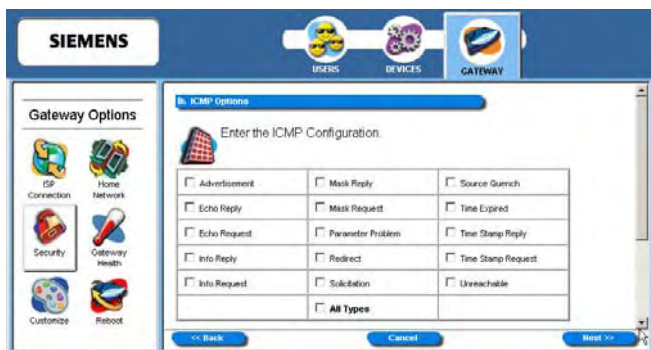 SIEMENS
USERS
DEVICES
GATEWAY
Gateway Options
ISP Connection
Home Network
Security
Gateway Health
Customize
Reboot
ICMP Options
Enter the ICMP Configuration.
Advertisement
Mask Reply
Source Quench
Echo Reply
Mask Request
Time Expired
Echo Request
Parameter Problem
Time Stamp Reply
Info Reply
Redirect
Time Stamp Request
Info Request
Solicitation
Unreachable
All Types
<< Back
Cancel
Next >>